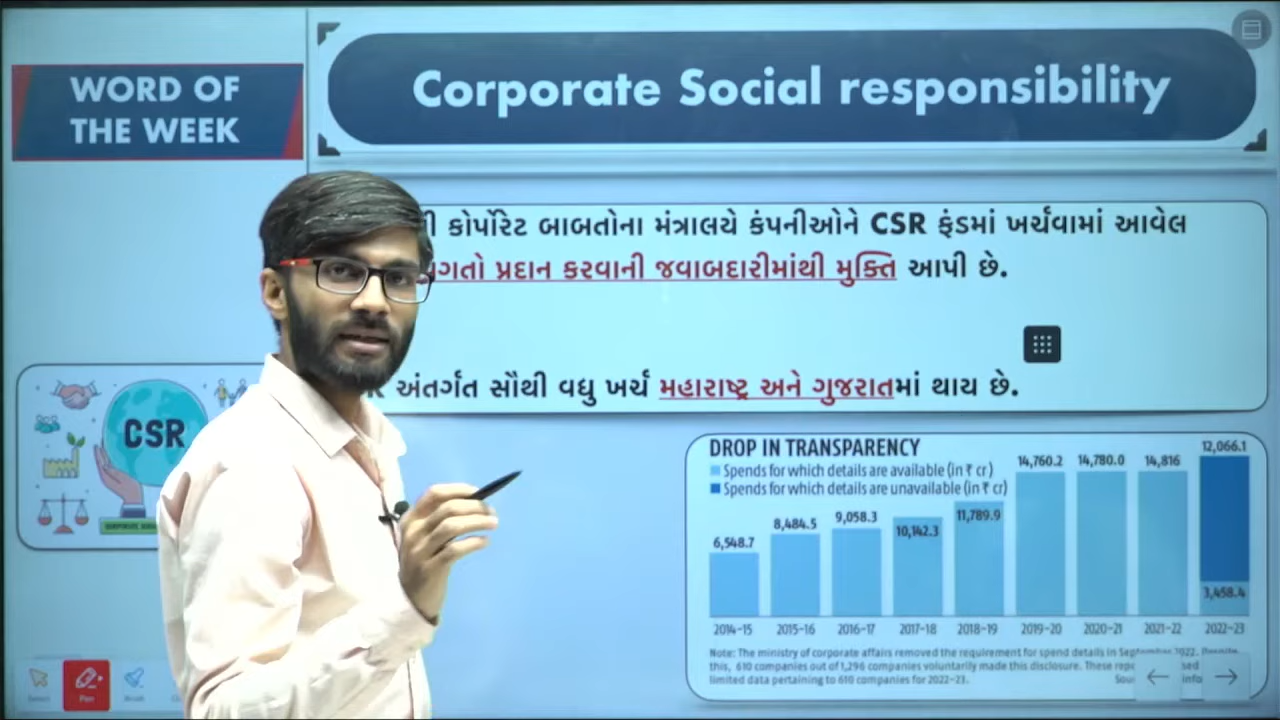 WORD OF
THE WEEK
Corporate Social responsibility
કોર્પોરેટ બાબતોના મંત્રાલયે કંપનીઓને CSR ફંડમાં ખર્ચવામાં આવેલ
પ્રદાન કરવાની જવાબદારીમાંથી મુક્તિ આપી છે.
અંતર્ગત સૌથી વધુ ખર્ચ મહારાષ્ટ્ર અને ગુજરાતમાં થાય છે.
CSR
DROP IN TRANSPARENCY
Spends for which details are available (in ₹ cr)
Spends for which details are unavailable (in ₹ cr)
6,548.7 8,484.5 9,058.3 10,142.3 11,789.9 14,760.2 14,780.0 14,816 12,066.1
3,458.4
2014-15 2015-16 2016-17 2017-18 2018-19 2019-20 2020-21 2021-22 2022-23
Note: The ministry of corporate affairs removed the requirement for spend details in September 2022. Despite
this, 610 companies out of 1,296 companies voluntarily made this disclosure. These
limited data pertaining to 610 companies for 2022-23.
Select Pen Brush